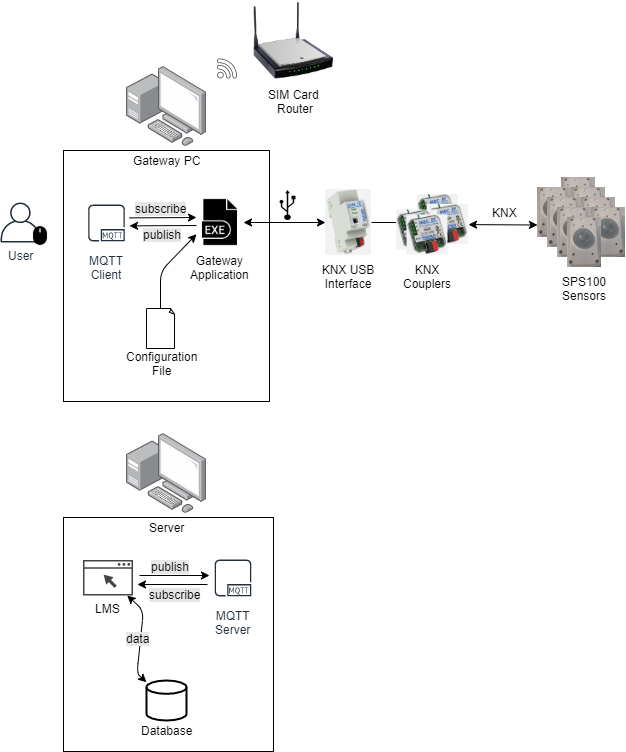 SIM Card
Router
Gateway PC
subscribe
publish
EXE
MQTT
MQTT
Client
Gateway
Application
Configuration
File
User
KNX USB
Interface
KNX
Couplers
KNX
SPS100
Sensors
Server
publish
subscribe
LMS
MQTT
MQTT
Server
data
Database